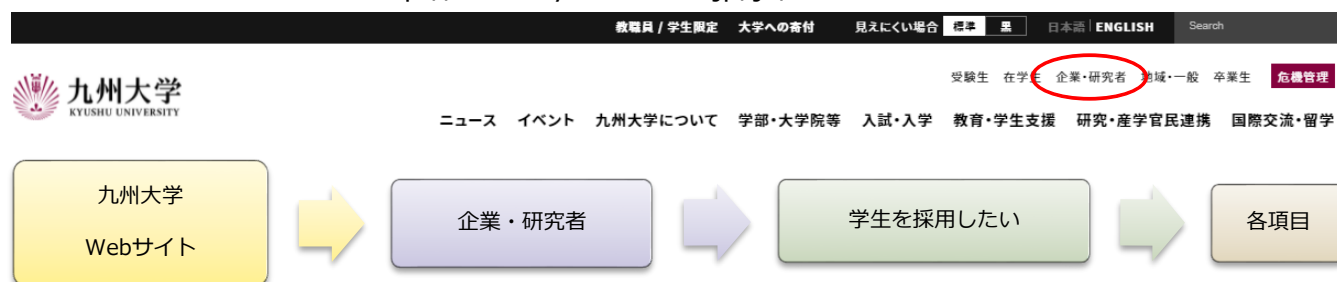 教職員 / 学生限定 大学への寄付 見えにくい場合 標準 黒 日本語 ENGLISH Search
受験生 在学生 企業・研究者 地域・一般 卒業生 危機管理
九州大学
KYUSHU UNIVERSITY
ニュース イベント 九州大学について 学部・大学院等 入試・入学 教育・学生支援 研究・産学官民連携 国際交流・留学
九州大学
Webサイト
企業・研究者
学生を採用したい
各項目